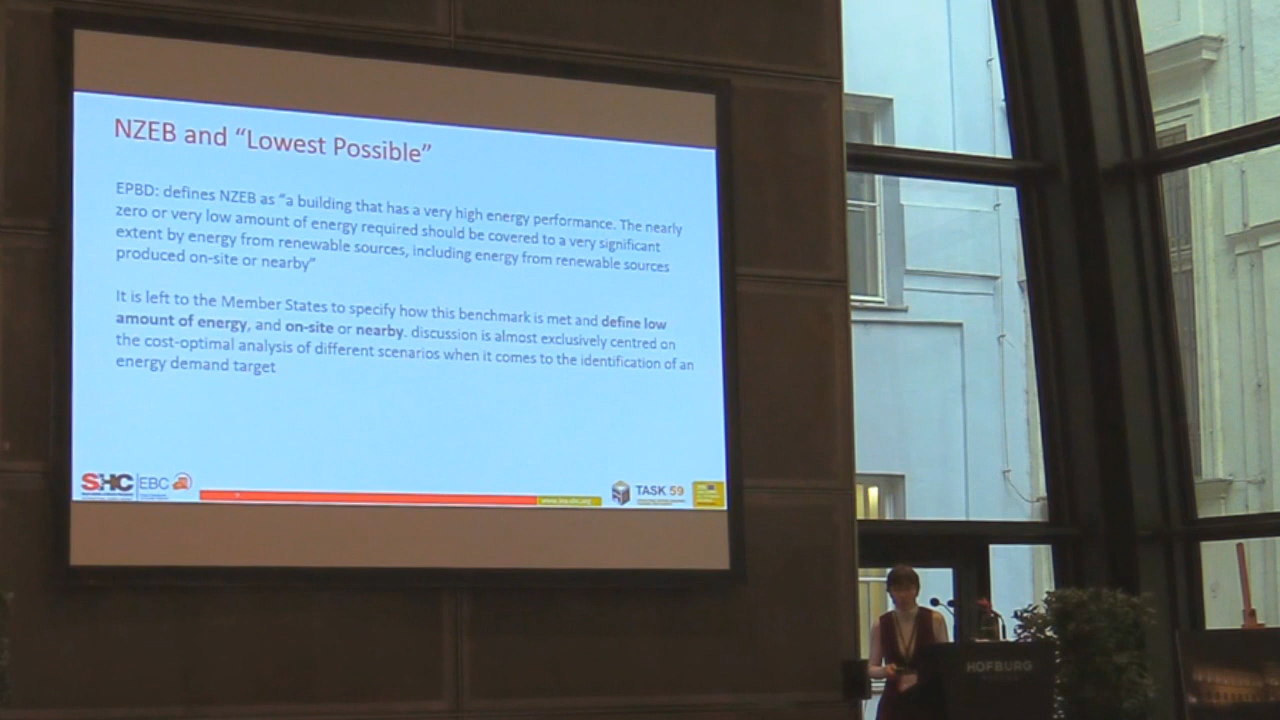 NZEB and “Lowest Possible”
EPBD: defines NZEB as “a building that has a very high energy performance. The nearly
zero or very low amount of energy required should be covered to a very significant
extent by energy from renewable sources, including energy from renewable sources
produced on-site or nearby”
It is left to the Member States to specify how this benchmark is met and define low
amount of energy, and on-site or nearby. discussion is almost exclusively centred on
the cost-optimal analysis of different scenarios when it comes to the identification of an
energy demand target
SHC EBC
TASK 59
HOFBURG